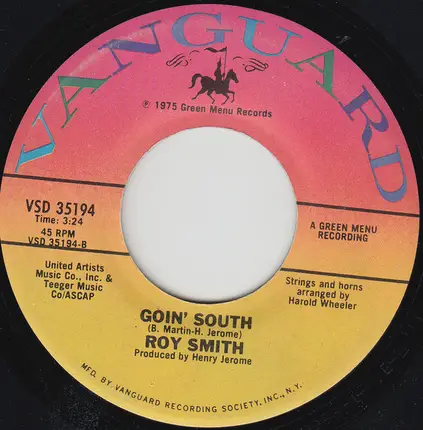 VANGUARD
℗ 1975 Green Menu Records
VSD 35194
Time: 3:24
45 RPM
VSD 35194-B
A GREEN MENU
RECORDING
United Artists
Music Co., Inc. &
Teeger Music
Co/ASCAP
Strings and horns
arranged by
Harold Wheeler
GOIN' SOUTH
(B. Martin-H. Jerome)
ROY SMITH
Produced by Henry Jerome
MFD. BY VANGUARD RECORDING SOCIETY, INC., N.Y.